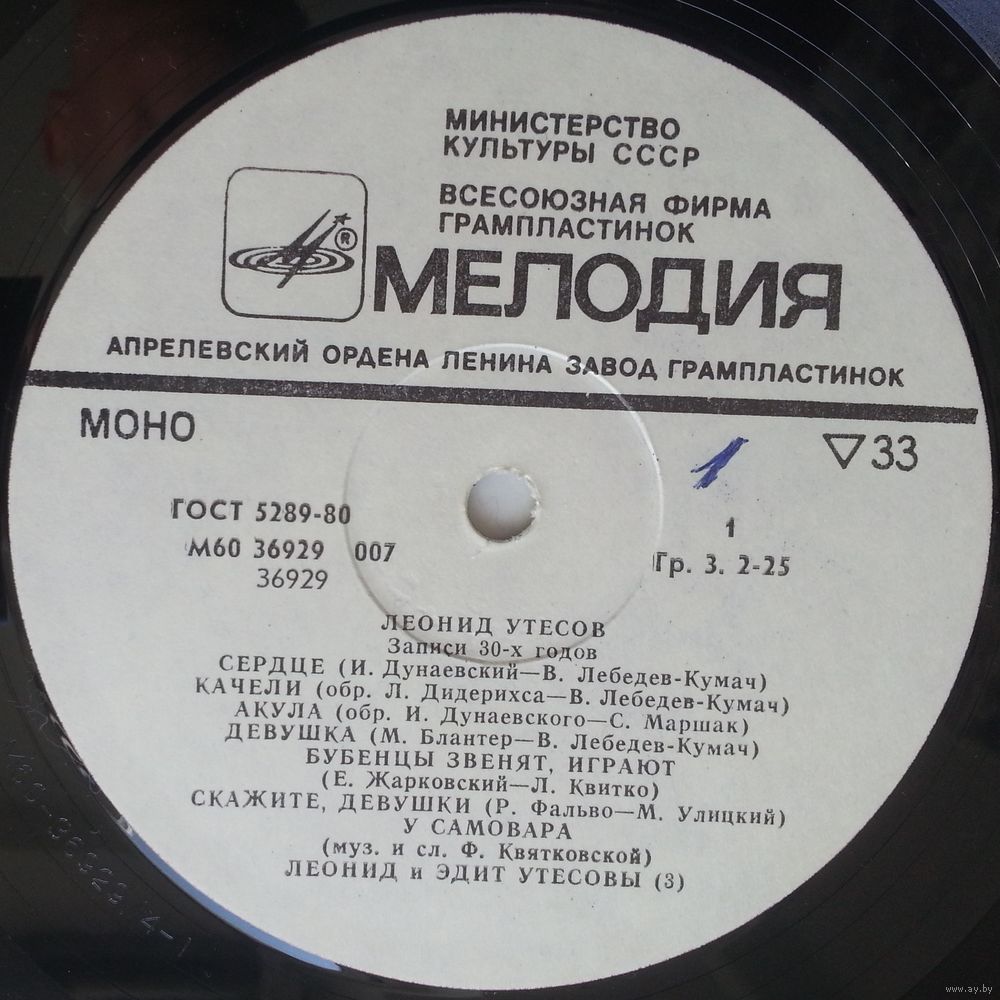 МИНИСТЕРСТВО
КУЛЬТУРЫ СССР
ВСЕСОЮЗНАЯ ФИРМА
ГРАМПЛАСТИНОК
®
МЕЛОДИЯ
АПРЕЛЕВСКИЙ ОРДЕНА ЛЕНИНА ЗАВОД ГРАМПЛАСТИНОК
МОНО
1
33
ГОСТ 5289-80
М60 36929 007
36929
1
Гр. 3. 2-25
ЛЕОНИД УТЕСОВ
Записи 30-х годов
СЕРДЦЕ (И. Дунаевский—В. Лебедев-Кумач)
КАЧЕЛИ (обр. Л. Дидерихса—В. Лебедев-Кумач)
АКУЛА (обр. И. Дунаевского—С. Маршак)
ДЕВУШКА (М. Блантер—В. Лебедев-Кумач)
БУБЕНЦЫ ЗВЕНЯТ, ИГРАЮТ
(Е. Жарковский—Л. Квитко)
СКАЖИТЕ, ДЕВУШКИ (Р. Фальво—М. Улицкий)
У САМОВАРА
(муз. и сл. Ф. Квятковской)
ЛЕОНИД и ЭДИТ УТЕСОВЫ (3)
www.ay.by